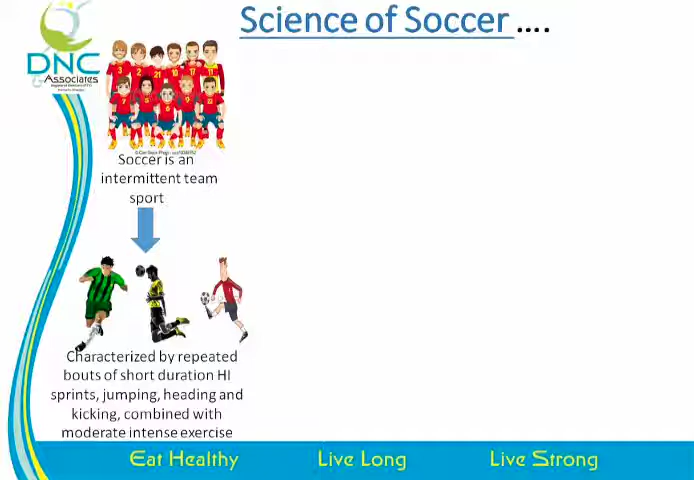 Science of Soccer ....
DNC
Associates
Soccer is an
intermittent team
sport
Characterized by repeated
bouts of short duration HI
sprints, jumping, heading and
kicking, combined with
moderate intense exercise
Eat Healthy Live Long Live Strong